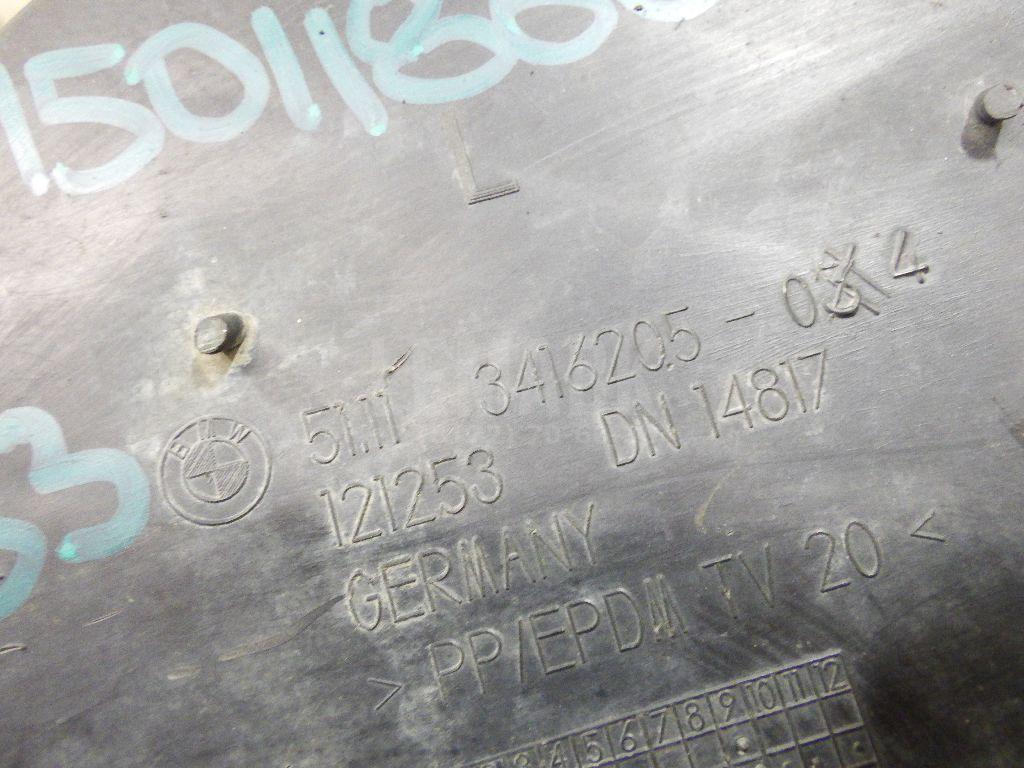 1501186
L
51.11 3416205 - 03 4
BMW
121253 DN 14817
GERMANY
> PP/EPDM TV 20 <
3 4 5 6 7 8 9 10 11 12
33